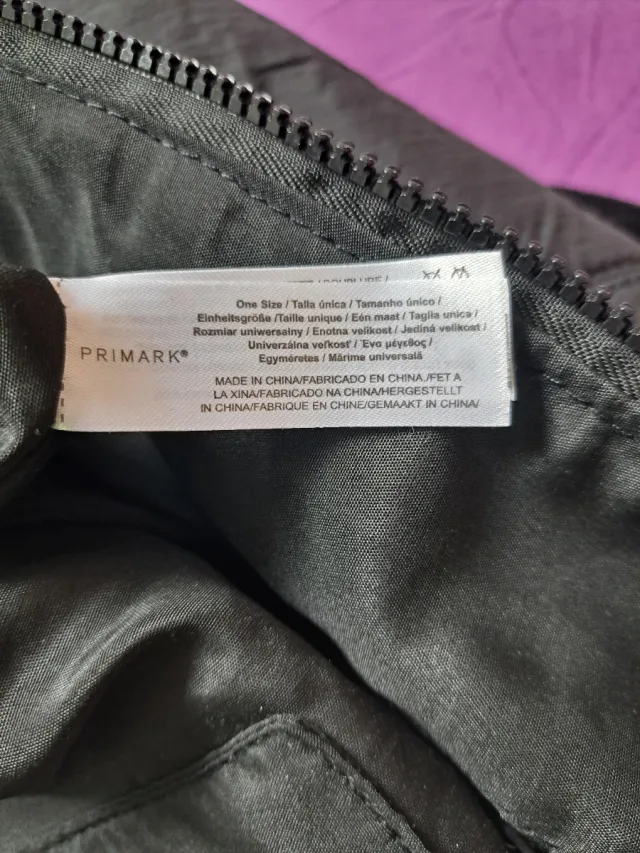 One Size / Talla única / Tamanho único /
Einheitsgröße /Taille unique / Eén maat / Taglia unica /
Rozmiar uniwersalny / Enotna velikost / Jediná velikost /
Univerzálna veľkosť / Ένα μέγεθος /
Egyméretes / Mărime universală
PRIMARK®
MADE IN CHINA/FABRICADO EN CHINA./FET A
LA XINA/FABRICADO NA CHINA/HERGESTELLT
IN CHINA/FABRIQUE EN CHINE/GEMAAKT IN CHINA/